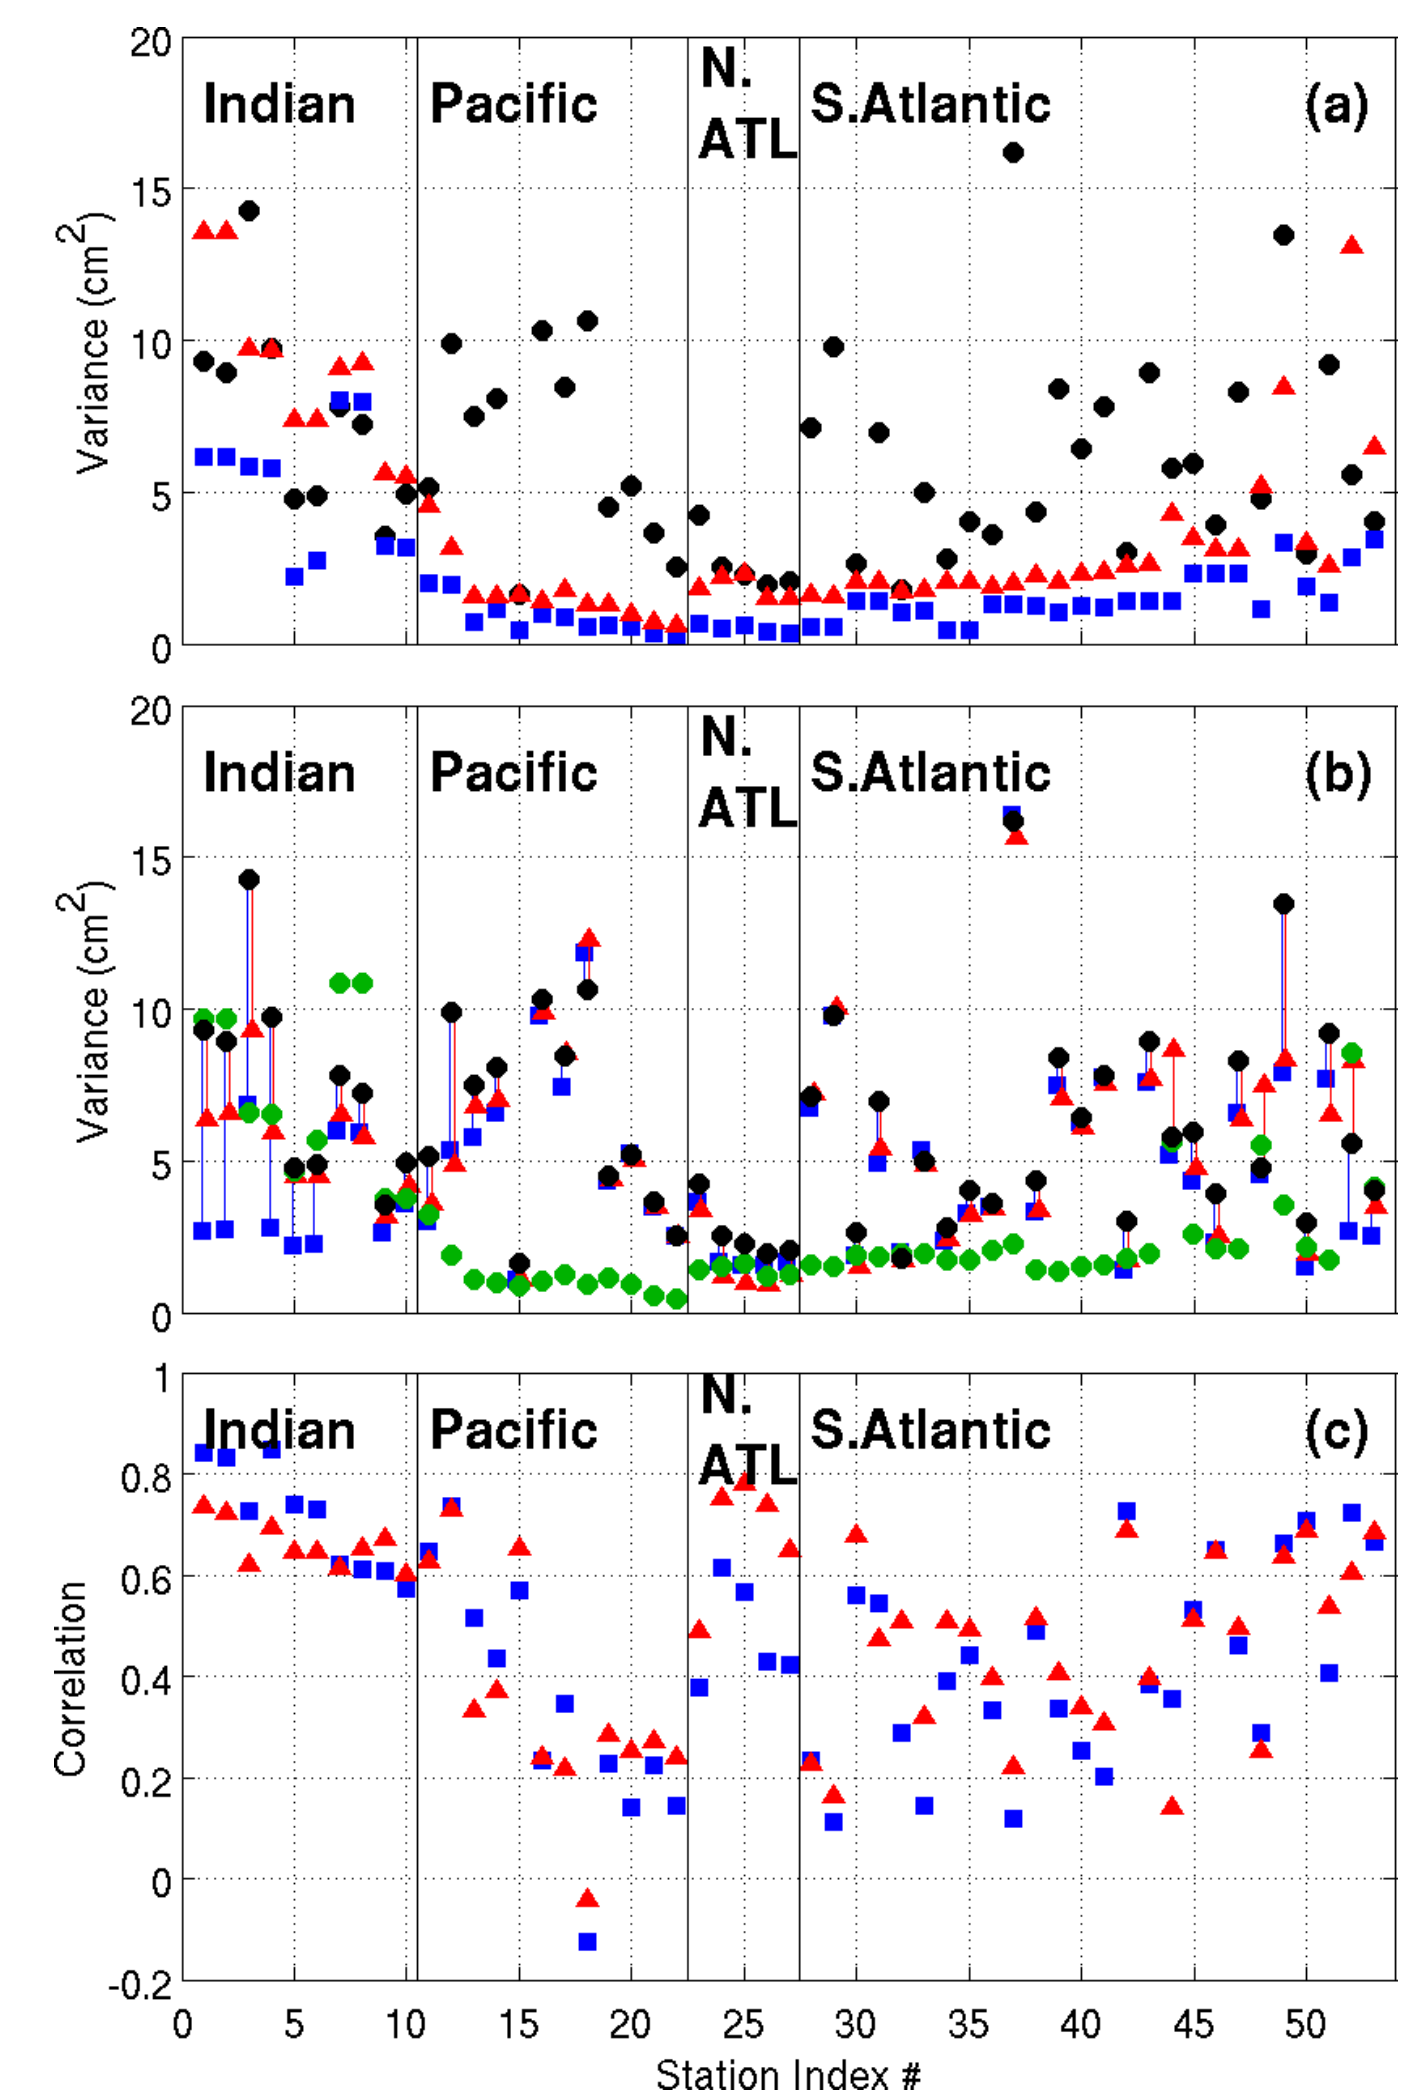 20
Indian Pacific N. ATL S.Atlantic (a)
15
10
5
0
Variance (cm2)
20
Indian Pacific N. ATL S.Atlantic (b)
15
10
5
0
Variance (cm2)
1
Indian Pacific N. ATL S.Atlantic (c)
0.8
0.6
0.4
0.2
0
-0.2
Correlation
0 5 10 15 20 25 30 35 40 45 50
Station Index #